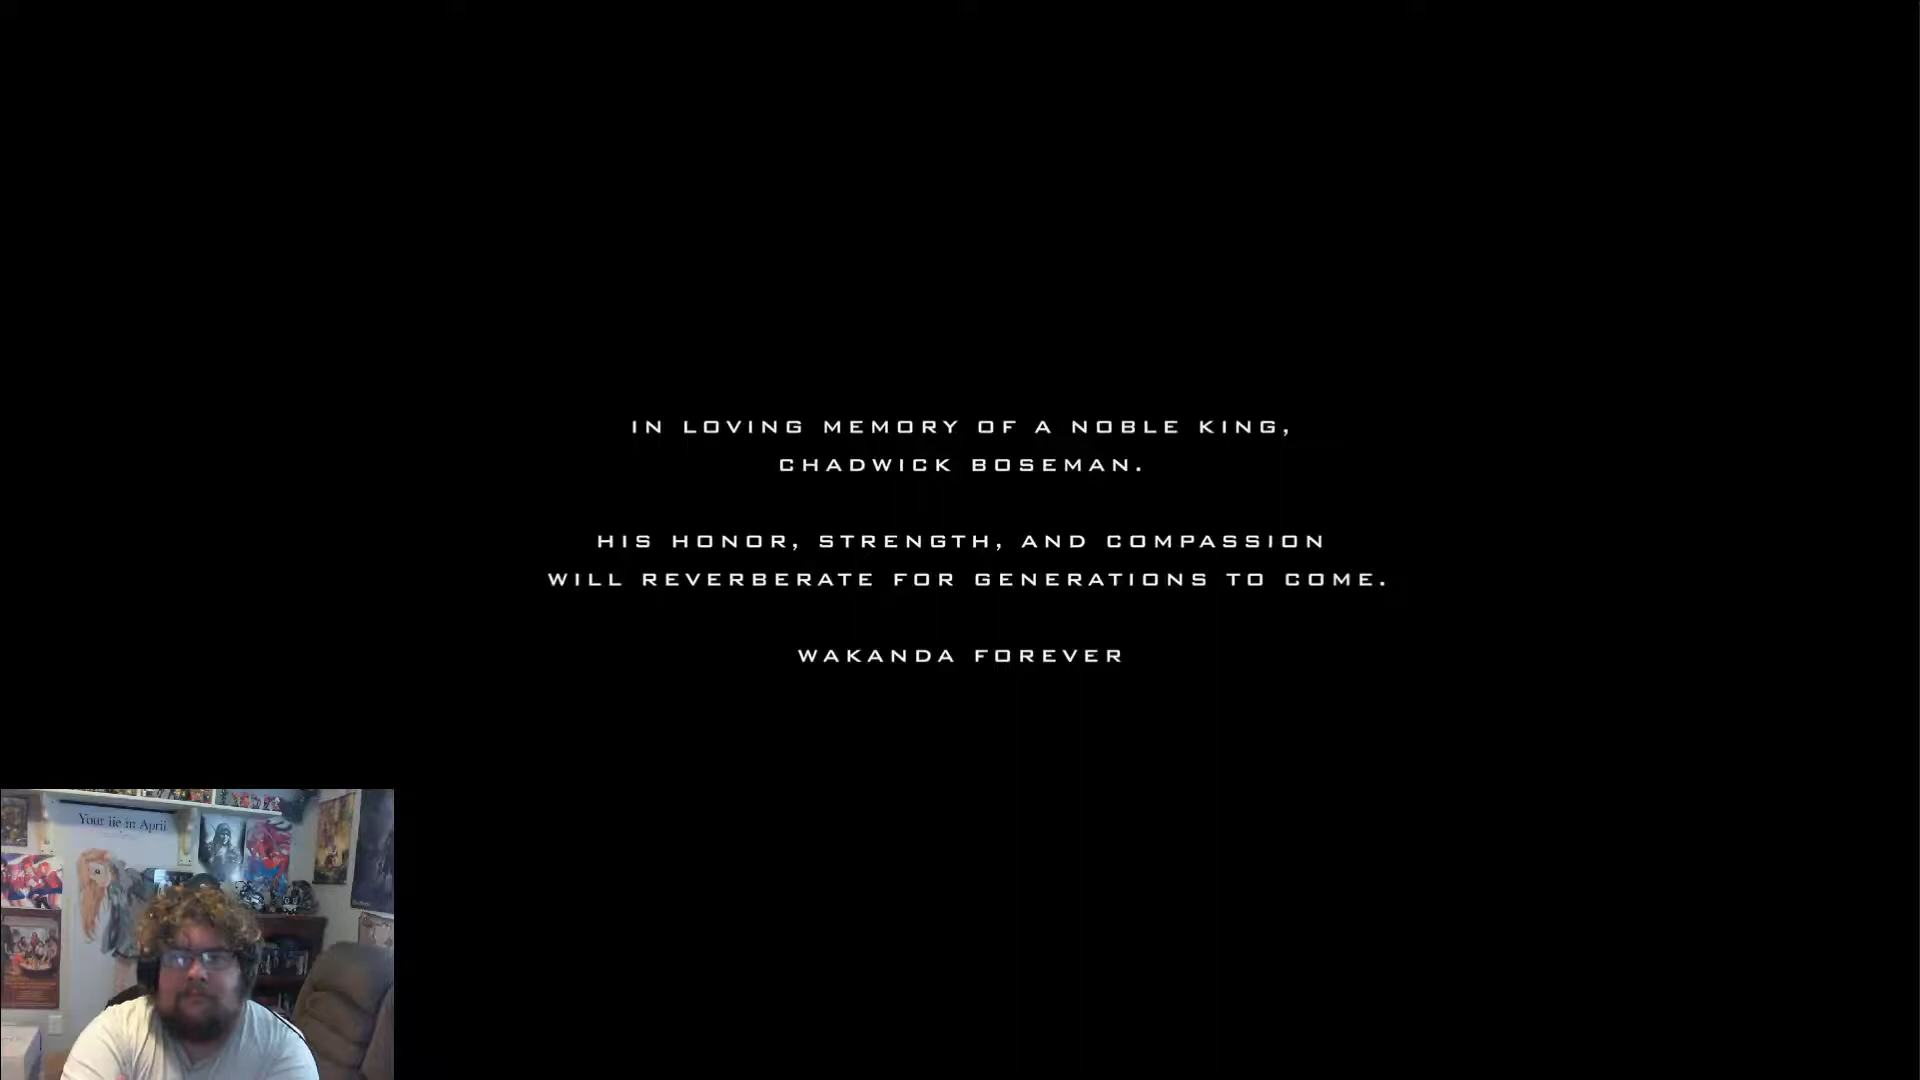 IN LOVING MEMORY OF A NOBLE KING,
CHADWICK BOSEMAN.
HIS HONOR, STRENGTH, AND COMPASSION
WILL REVERBERATE FOR GENERATIONS TO COME.
WAKANDA FOREVER
Your lie in April